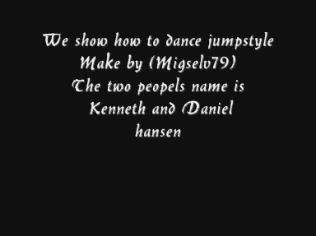 We show how to dance jumpstyle
Make by (Migselv79)
The two peopels name is
Kenneth and Daniel
hansen